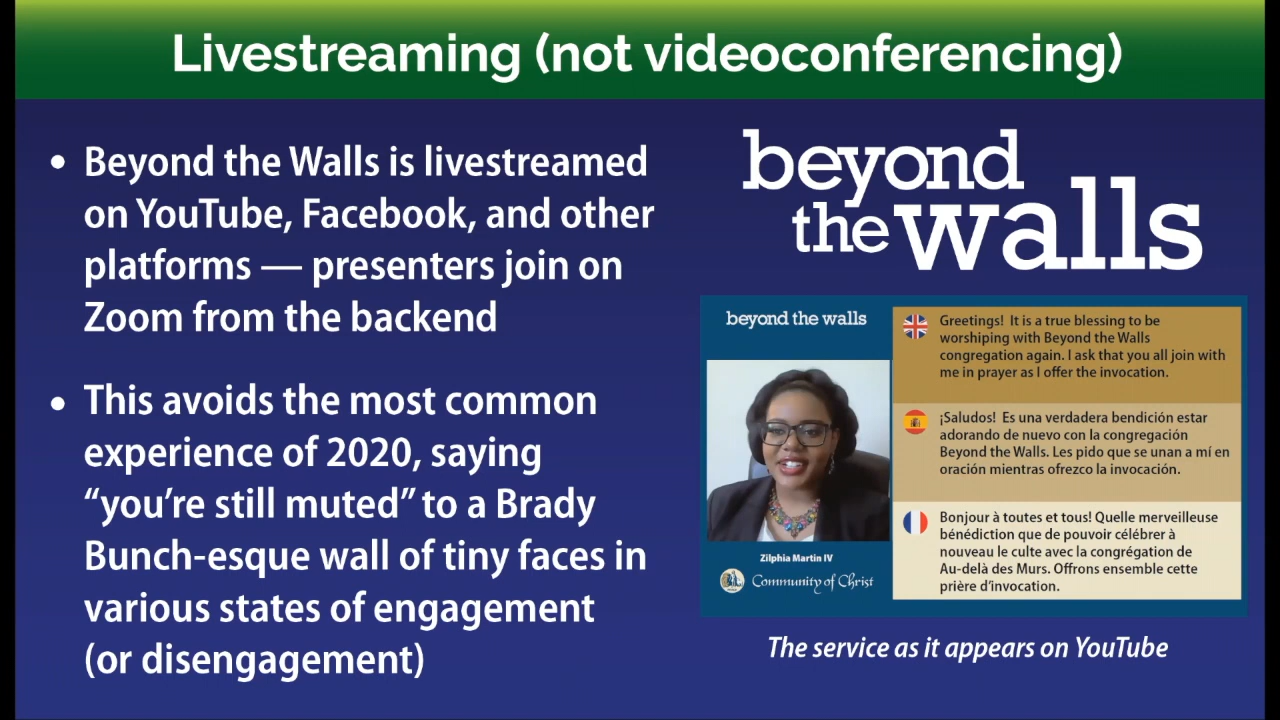 Livestreaming (not videoconferencing)
• Beyond the Walls is livestreamed
on YouTube, Facebook, and other
platforms — presenters join on
Zoom from the backend
• This avoids the most common
experience of 2020, saying
“you’re still muted” to a Brady
Bunch-esque wall of tiny faces in
various states of engagement
(or disengagement)
beyond
the walls
beyond the walls
Zilphia Martin IV
Community of Christ
Greetings! It is a true blessing to be
worshiping with Beyond the Walls
congregation again. I ask that you all join with
me in prayer as I offer the invocation.
¡Saludos! Es una verdadera bendición estar
adorando de nuevo con la congregación
Beyond the Walls. Les pido que se unan a mí en
oración mientras ofrezco la invocación.
Bonjour à toutes et tous! Quelle merveilleuse
bénédiction que de pouvoir célébrer à
nouveau le culte avec la congrégation de
Au-delà des Murs. Offrons ensemble cette
prière d’invocation.
The service as it appears on YouTube